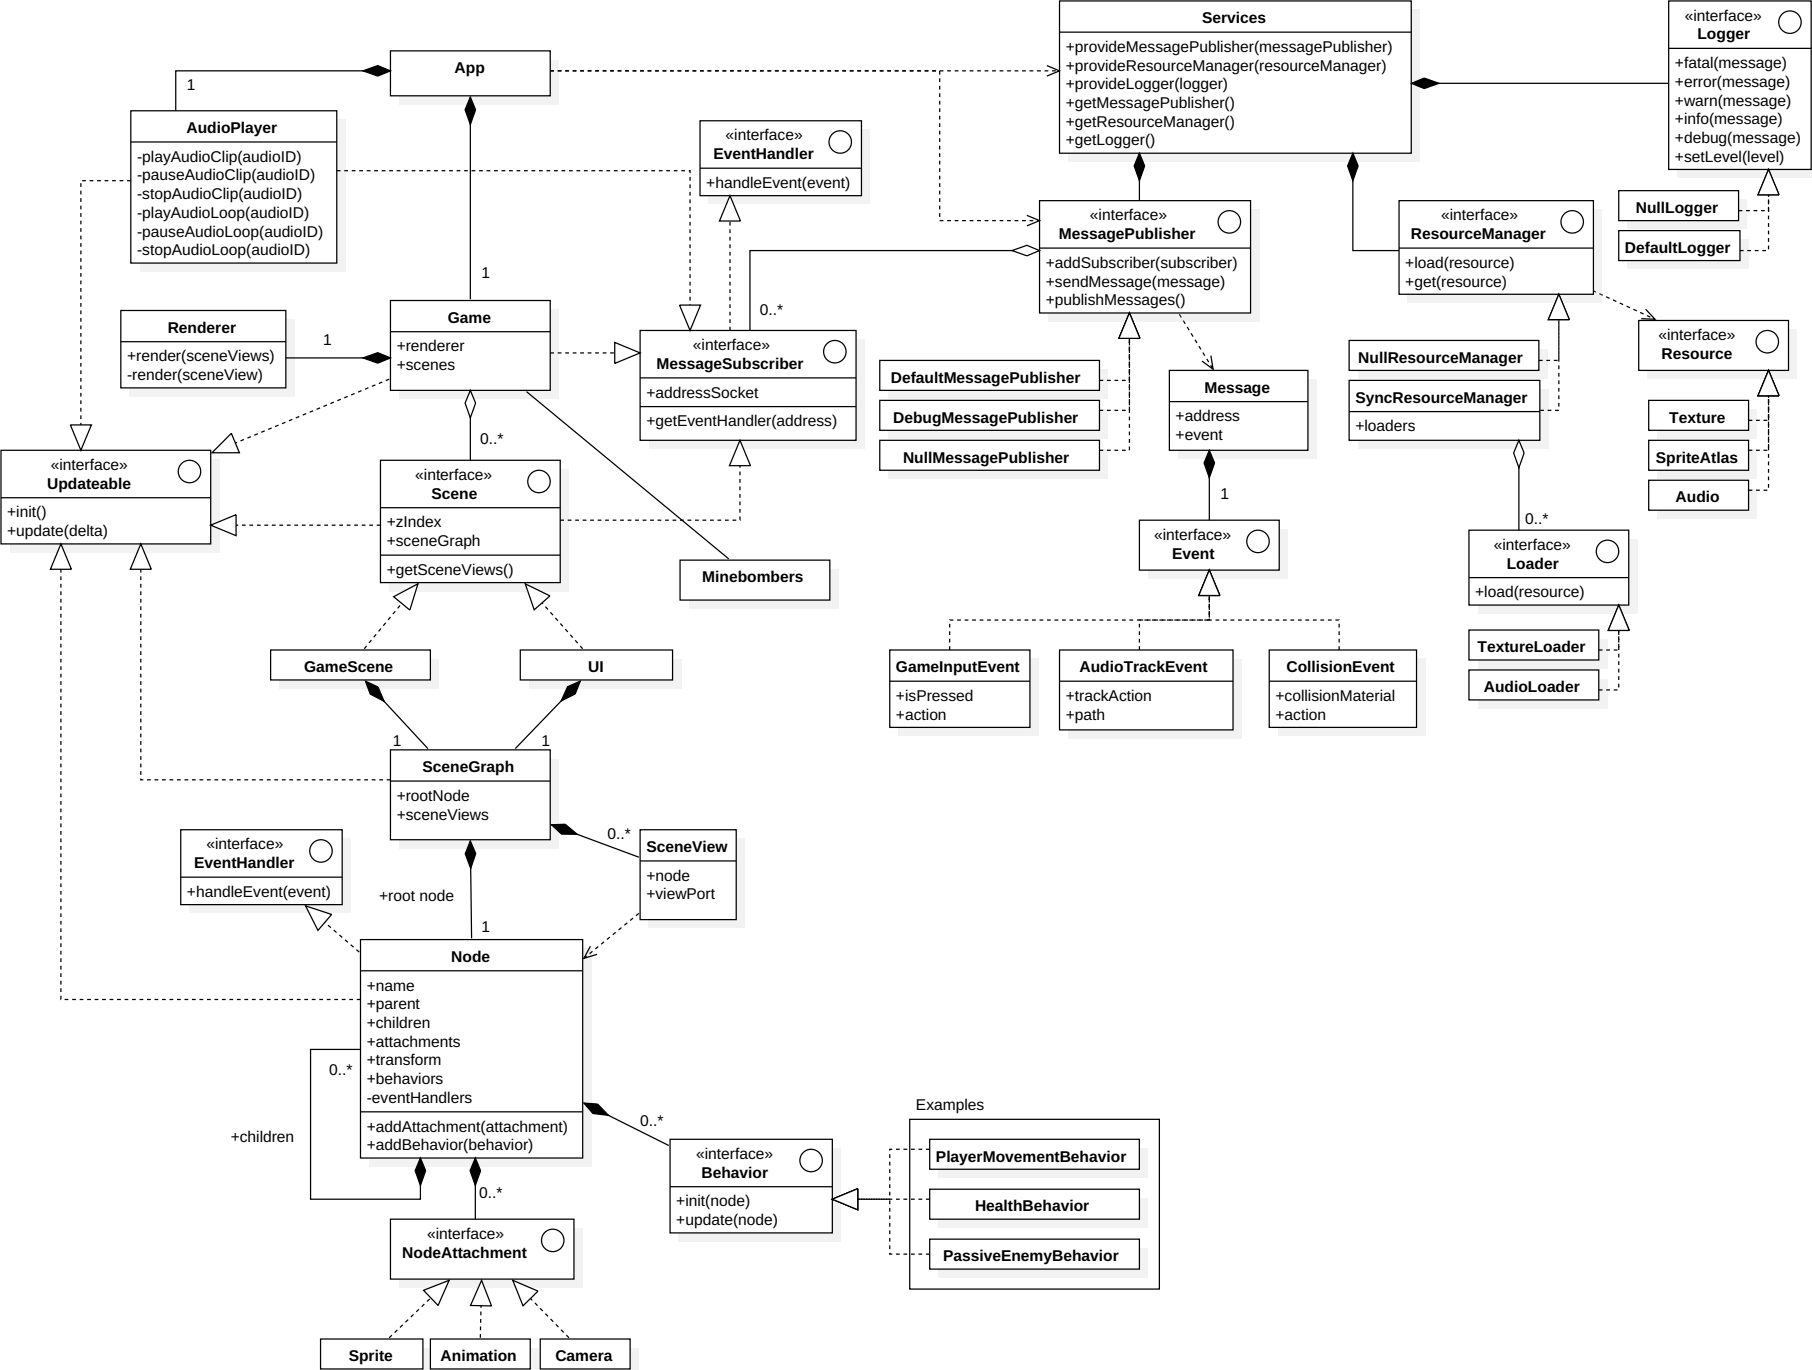 Services
+provideMessagePublisher(messagePublisher)
+provideResourceManager(resourceManager)
+provideLogger(logger)
+getMessagePublisher()
+getResourceManager()
+getLogger()
«interface»
Logger
+fatal(message)
+error(message)
+warn(message)
+info(message)
+debug(message)
+setLevel(level)
App
1
AudioPlayer
-playAudioClip(audioID)
-pauseAudioClip(audioID)
-stopAudioClip(audioID)
-playAudioLoop(audioID)
-pauseAudioLoop(audioID)
-stopAudioLoop(audioID)
«interface»
EventHandler
+handleEvent(event)
NullLogger
DefaultLogger
«interface»
MessagePublisher
+addSubscriber(subscriber)
+sendMessage(message)
+publishMessages()
«interface»
ResourceManager
+load(resource)
+get(resource)
1
0..*
Renderer
+render(sceneViews)
-render(sceneView)
1
Game
+renderer
+scenes
«interface»
MessageSubscriber
+addressSocket
+getEventHandler(address)
DefaultMessagePublisher
DebugMessagePublisher
NullMessagePublisher
Message
+address
+event
NullResourceManager
SyncResourceManager
+loaders
«interface»
Resource
Texture
SpriteAtlas
Audio
0..*
«interface»
Updateable
+init()
+update(delta)
«interface»
Scene
+zIndex
+sceneGraph
+getSceneViews()
1
0..*
«interface»
Event
«interface»
Loader
+load(resource)
Minebombers
TextureLoader
AudioLoader
GameScene
UI
GameInputEvent
+isPressed
+action
AudioTrackEvent
+trackAction
+path
CollisionEvent
+collisionMaterial
+action
1
1
SceneGraph
+rootNode
+sceneViews
0..*
SceneView
+node
+viewPort
«interface»
EventHandler
+handleEvent(event)
+root node
1
Node
+name
+parent
+children
+attachments
+transform
+behaviors
-eventHandlers
+addAttachment(attachment)
+addBehavior(behavior)
0..*
+children
0..*
0..*
«interface»
Behavior
+init(node)
+update(node)
Examples
PlayerMovementBehavior
HealthBehavior
PassiveEnemyBehavior
«interface»
NodeAttachment
Sprite
Animation
Camera